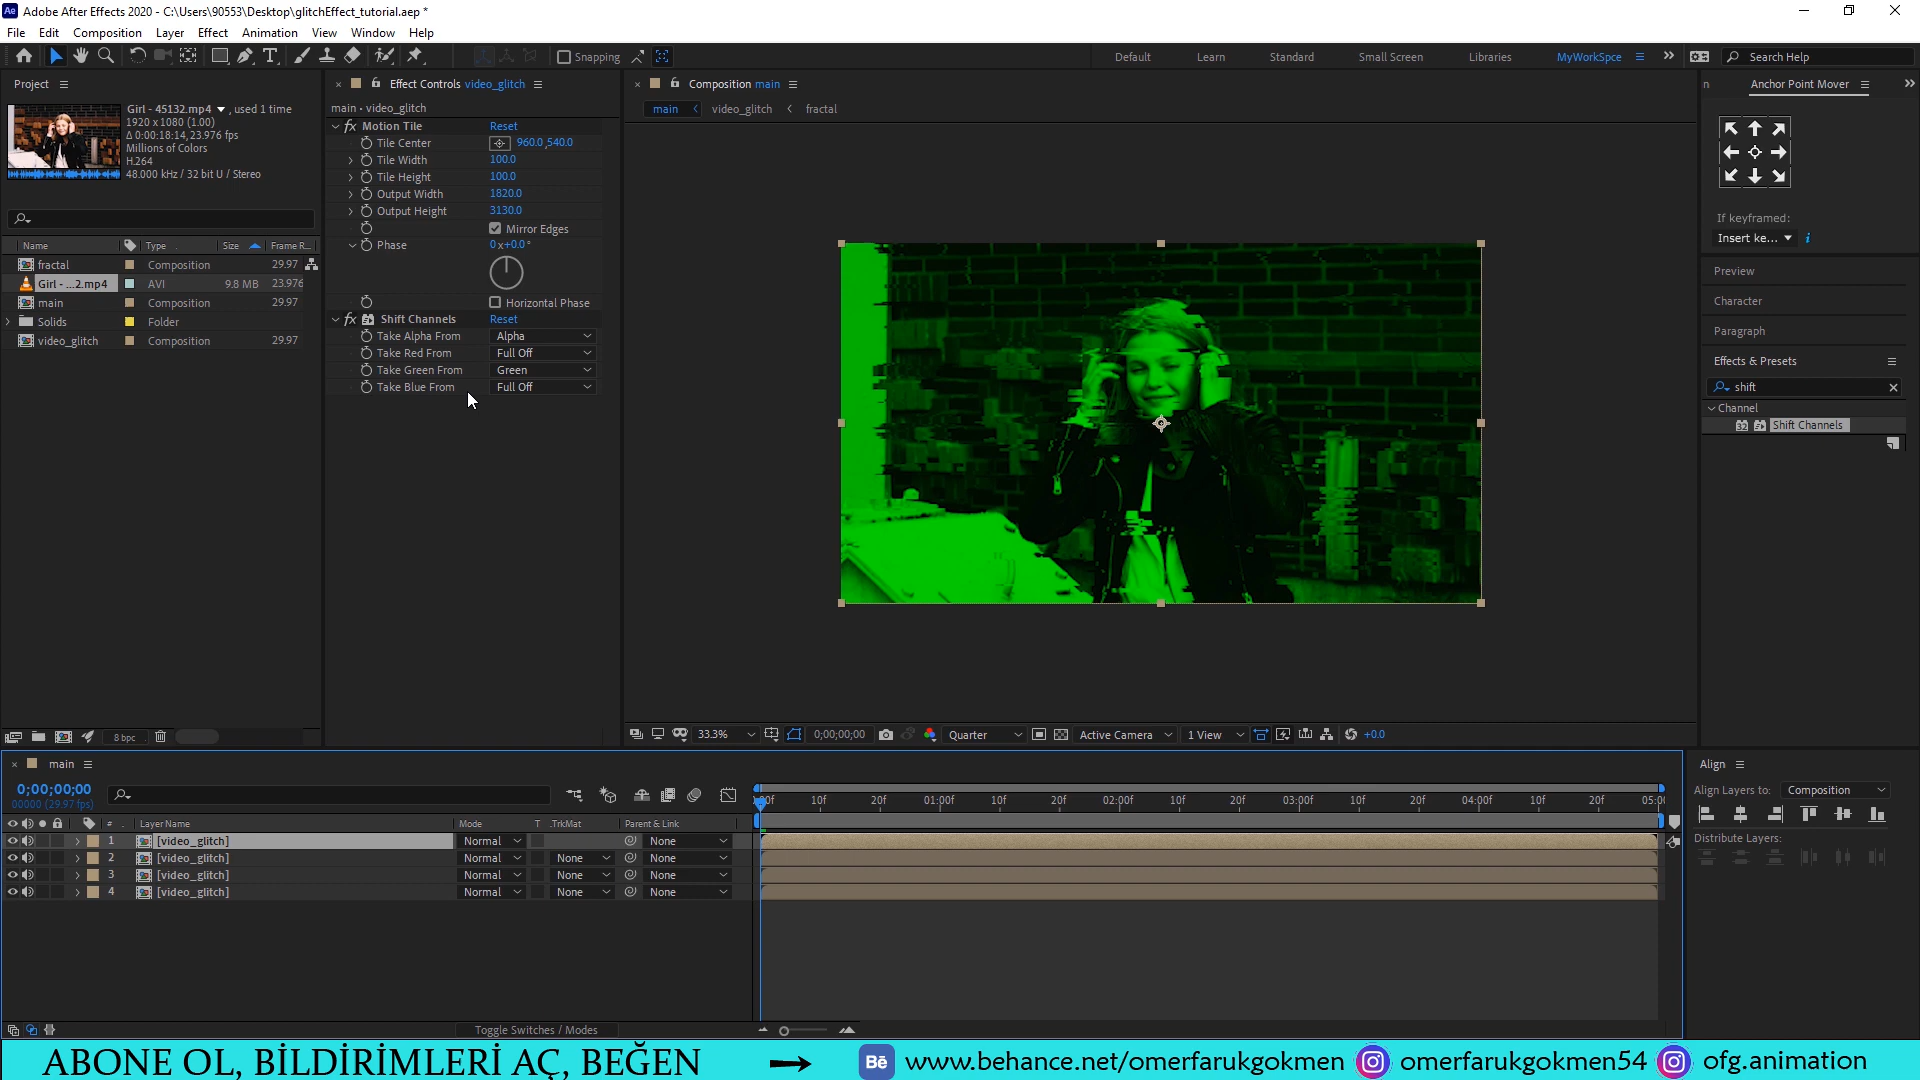 Adobe After Effects 2020 - C:\Users\90553\Desktop\glitchEffect_tutorial.aep *
File Edit Composition Layer Effect Animation View Window Help
Snapping
Default Learn Standard Small Screen Libraries MyWorkSpce
Search Help
Project
Girl - 45132.mp4 , used 1 time
1920 x 1080 (1.00)
Δ 0:00:18:14, 23.976 fps
Millions of Colors
H.264
48.000 kHz / 32 bit U / Stereo
Name Type Size Frame R...
fractal Composition 29.97
Girl - ...2.mp4 AVI 9.8 MB 23.976
main Composition 29.97
Solids Folder
video_glitch Composition 29.97
8 bpc
Effect Controls video_glitch
main • video_glitch
fx Motion Tile Reset
Tile Center 960.0, 540.0
Tile Width 100.0
Tile Height 100.0
Output Width 1820.0
Output Height 3130.0
Mirror Edges
Phase 0x+0.0°
Horizontal Phase
fx Shift Channels Reset
Take Alpha From Alpha
Take Red From Full Off
Take Green From Green
Take Blue From Full Off
Composition main
main video_glitch fractal
33.3% 0;00;00;00 Quarter Active Camera 1 View +0.0
n Anchor Point Mover
If keyframed:
Insert ke...
Preview
Character
Paragraph
Effects & Presets
shift
Channel
32 Shift Channels
main
0;00;00;00
00000 (29.97 fps)
:00f 10f 20f 01:00f 10f 20f 02:00f 10f 20f 03:00f 10f 20f 04:00f 10f 20f 05:0
# Layer Name Mode T .TrkMat Parent & Link
1 [video_glitch] Normal None
2 [video_glitch] Normal None None
3 [video_glitch] Normal None None
4 [video_glitch] Normal None None
Toggle Switches / Modes
Align
Align Layers to: Composition
Distribute Layers:
ABONE OL, BİLDİRİMLERİ AÇ, BEĞEN Bē www.behance.net/omerfarukgokmen omerfarukgokmen54 ofg.animation